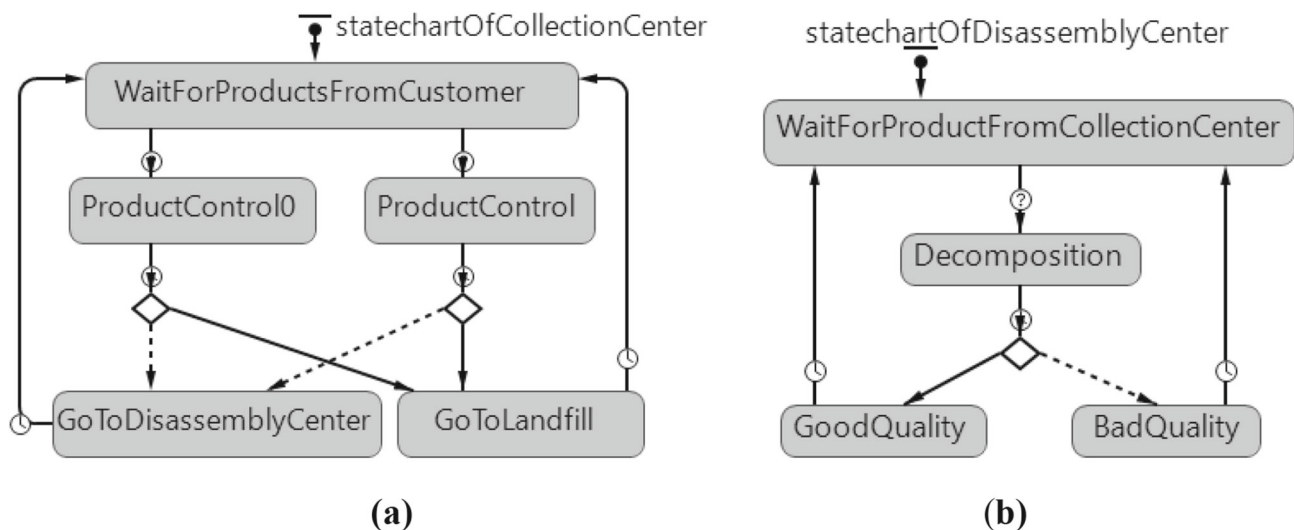 statechartOfCollectionCenter
WaitForProductsFromCustomer
ProductControl0
ProductControl
GoToDisassemblyCenter
GoToLandfill
(a)
statechartOfDisassemblyCenter
WaitForProductFromCollectionCenter
?
Decomposition
GoodQuality
BadQuality
(b)